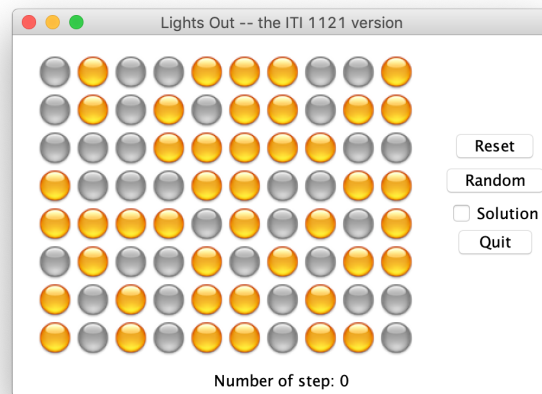 Lights Out -- the ITI 1121 version
Reset
Random
Solution
Quit
Number of step: 0